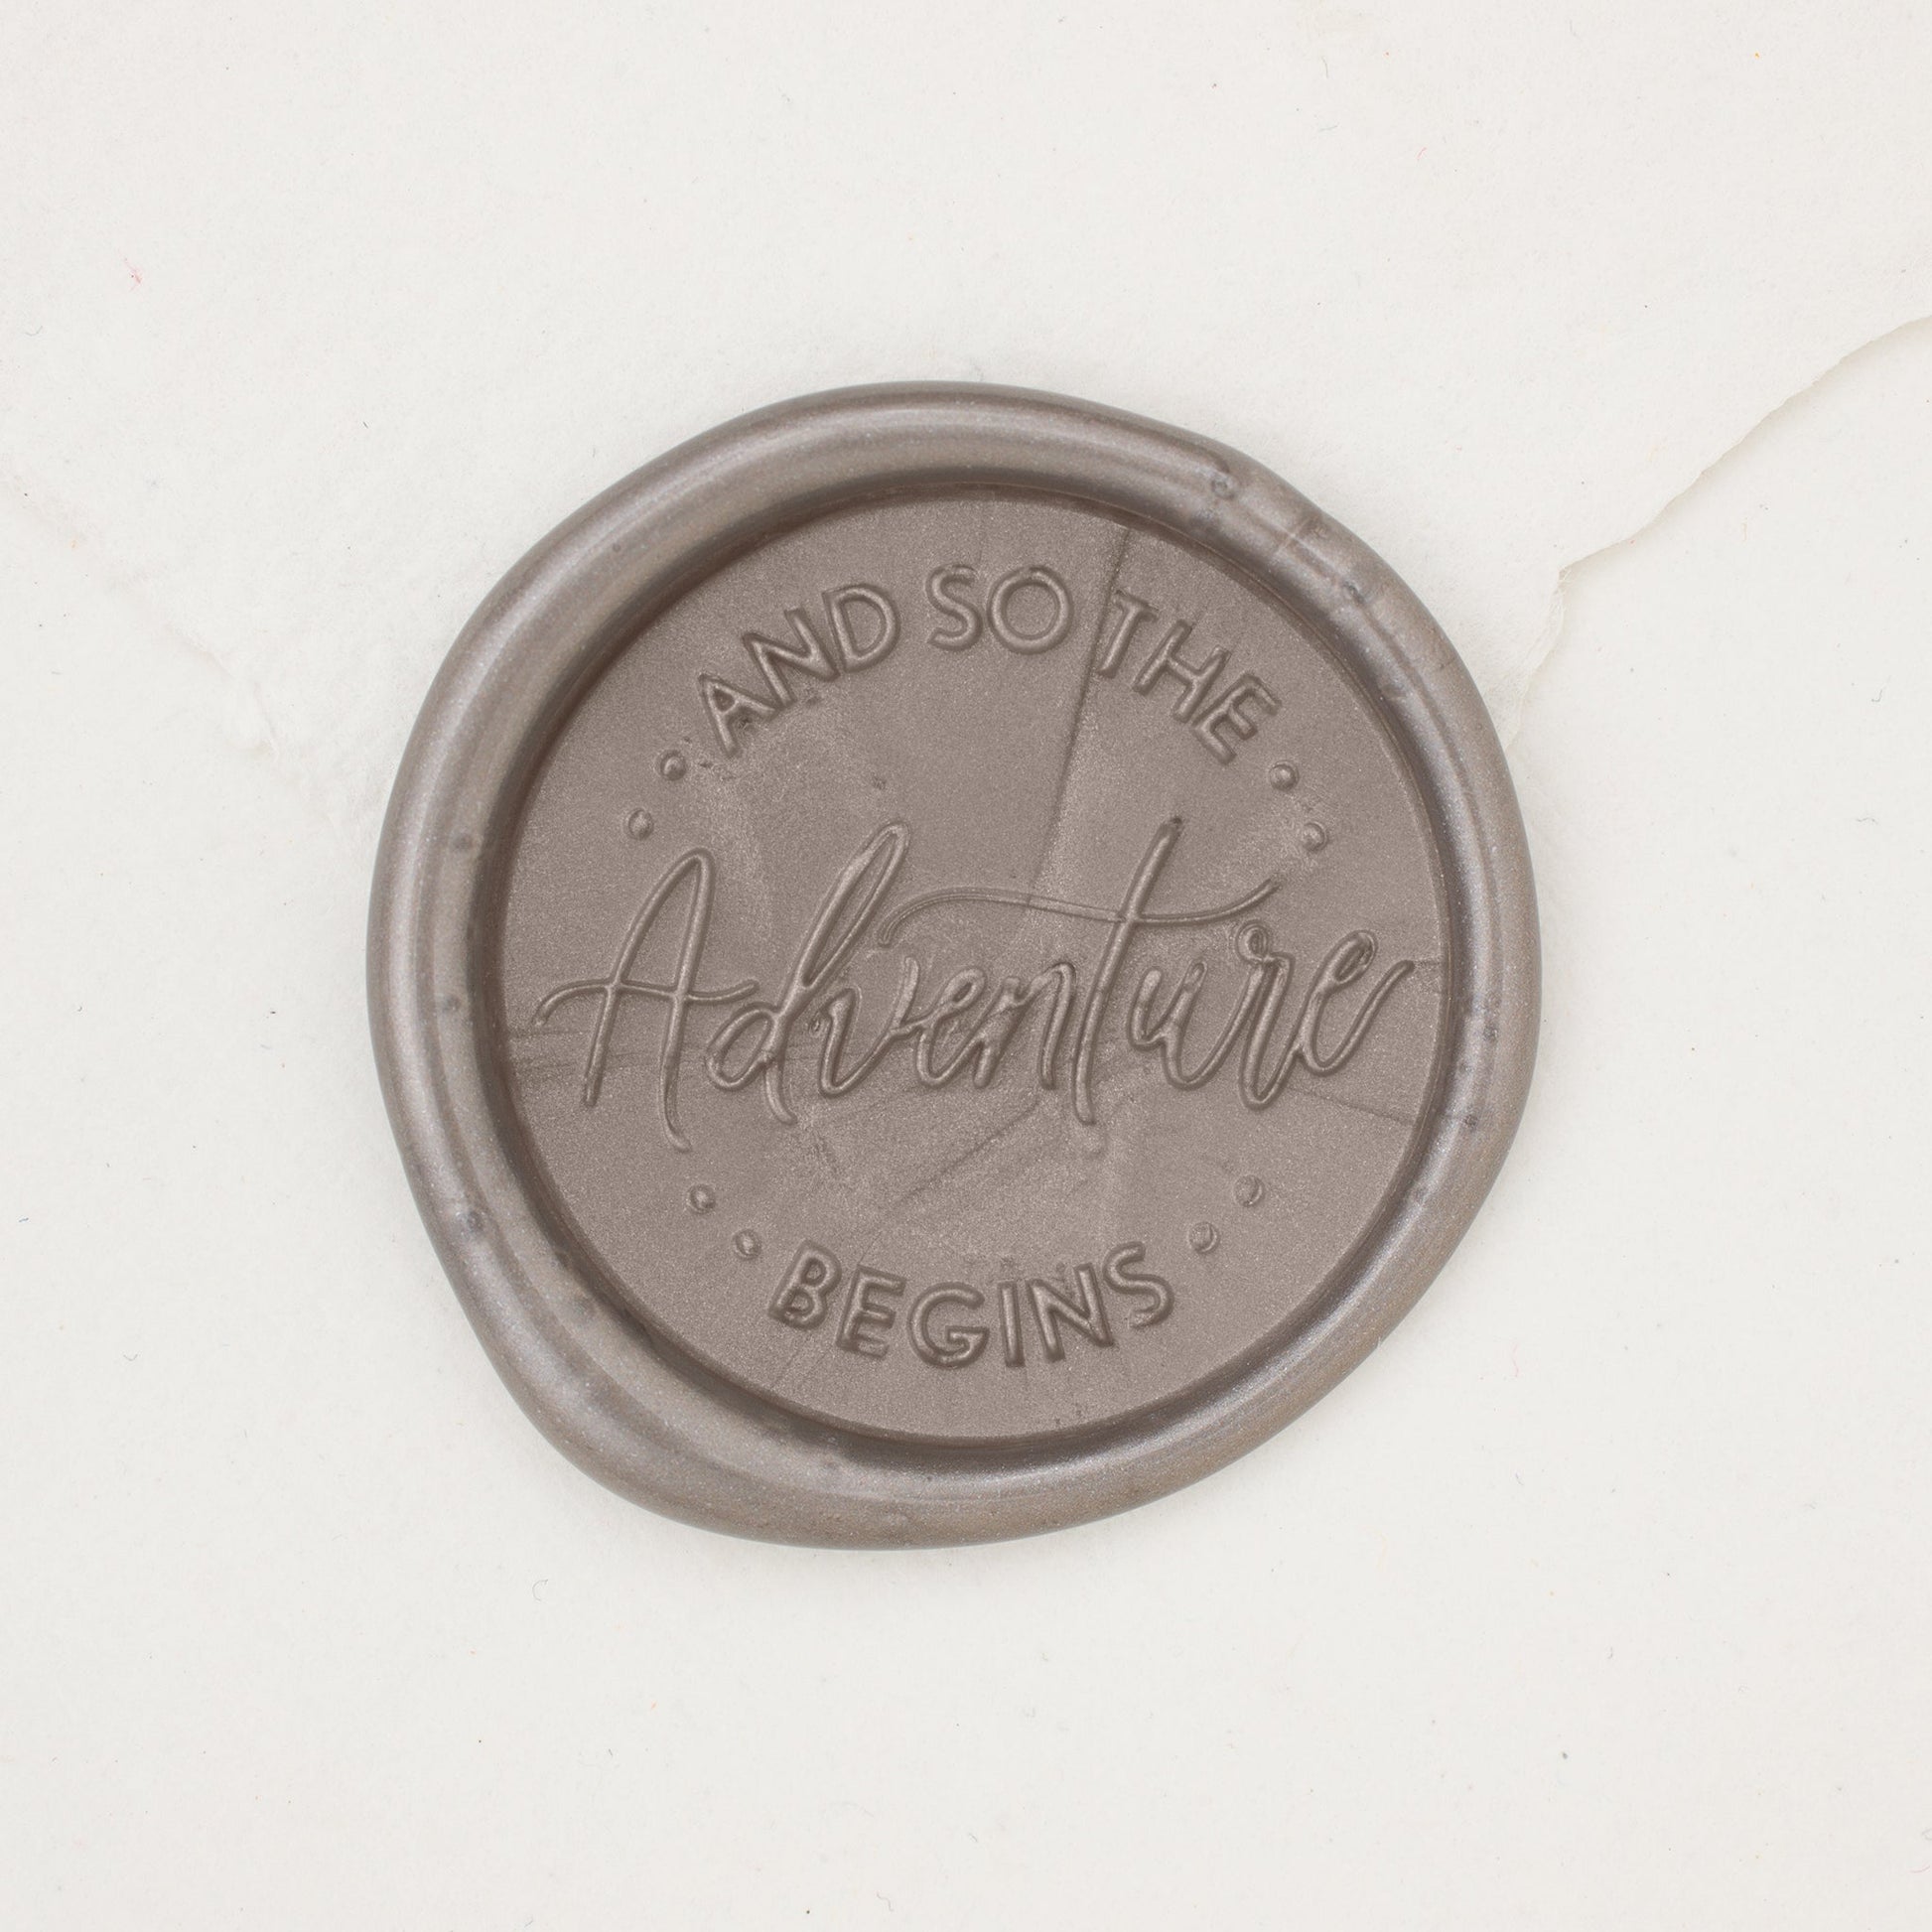 AND SO THE
Adventure
BEGINS